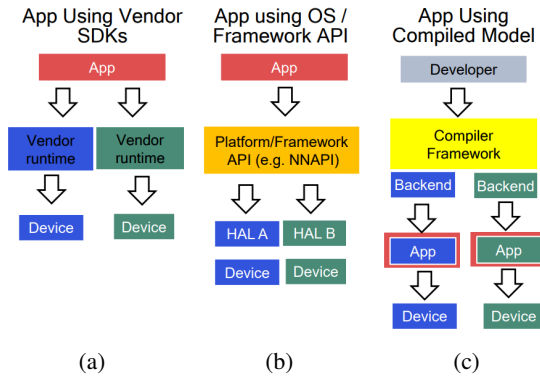 App Using Vendor
SDKs
App
Vendor
runtime
Vendor
runtime
Device
Device
(a)
App using OS /
Framework API
App
Platform/Framework
API (e.g. NNAPI)
HAL A
HAL B
Device
Device
(b)
App Using
Compiled Model
Developer
Compiler
Framework
Backend
Backend
App
App
Device
Device
(c)